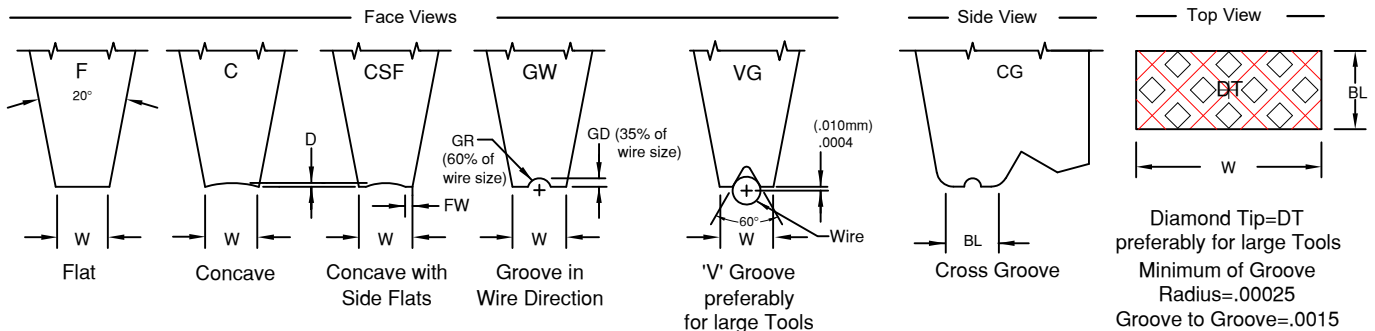 Face Views
Side View
Top View
F
20°
C
CSF
GW
VG
CG
DT
BL
D
GR
(60% of
wire size)
GD (35% of
wire size)
(.010mm)
.0004
FW
60°
Wire
W
W
W
W
W
BL
W
Flat
Concave
Concave with
Side Flats
Groove in
Wire Direction
'V' Groove
preferably
for large Tools
Cross Groove
Diamond Tip=DT
preferably for large Tools
Minimum of Groove
Radius=.00025
Groove to Groove=.0015